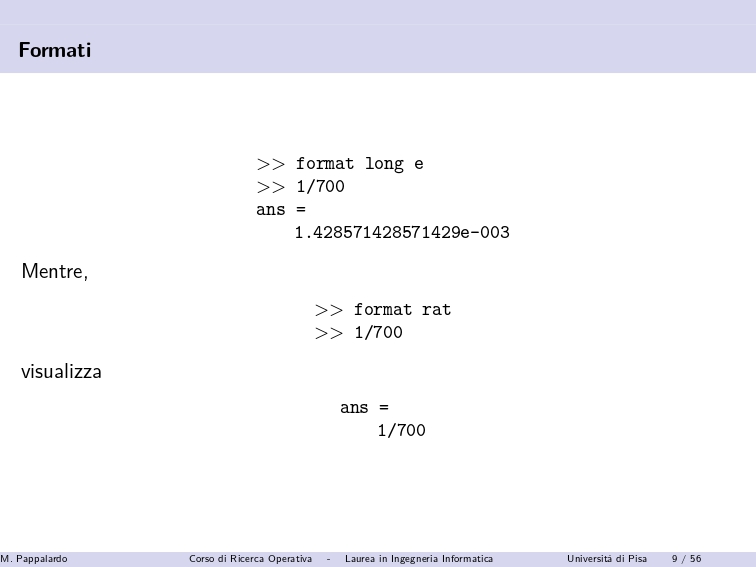 Formati
>> format long e
>> 1/700
ans =
1.428571428571429e-003
Mentre,
>> format rat
>> 1/700
visualizza
ans =
1/700
M. Pappalardo Corso di Ricerca Operativa - Laurea in Ingegneria Informatica Università di Pisa 9 / 56